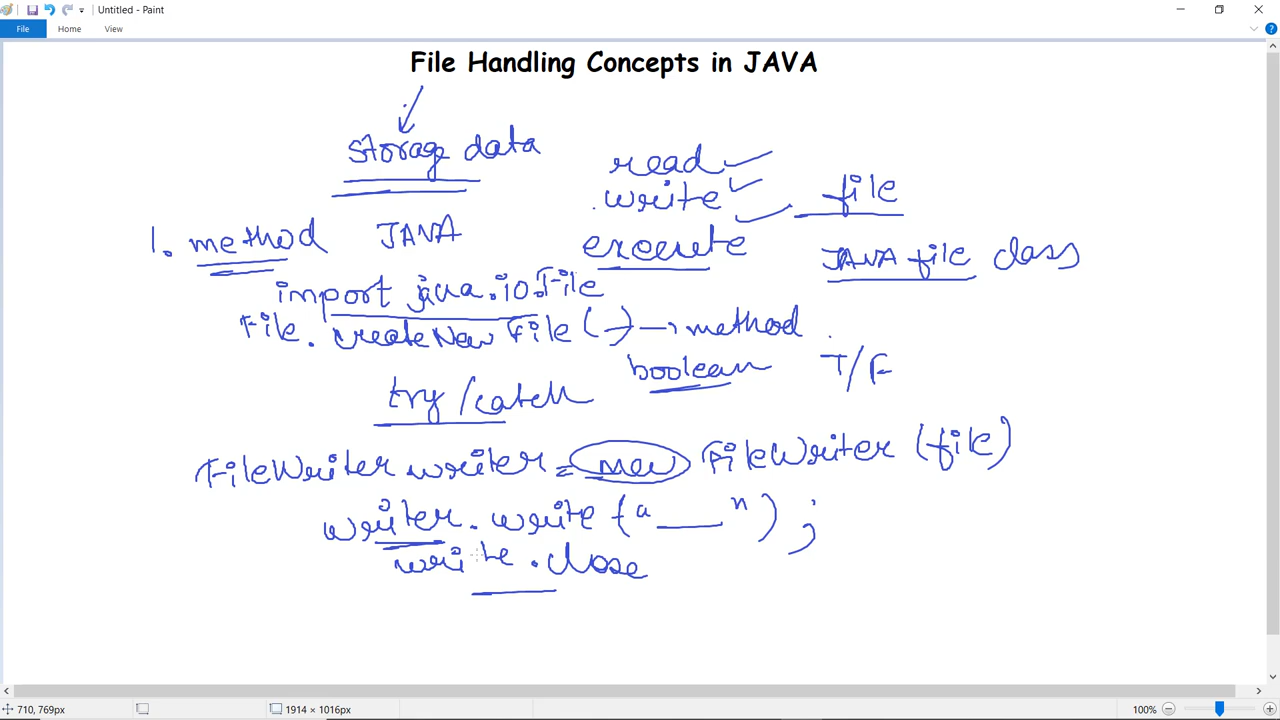 Untitled - Paint
File Home View
File Handling Concepts in JAVA
storage data
read
write
execute
file
JAVA file class
1. method JAVA
import java.io.File
File.createNewFile() → method
boolean T/F
try/catch
FileWriter writer = new FileWriter (file)
writer.write ("___");
write.close
710, 769px 1914 × 1016px 100%